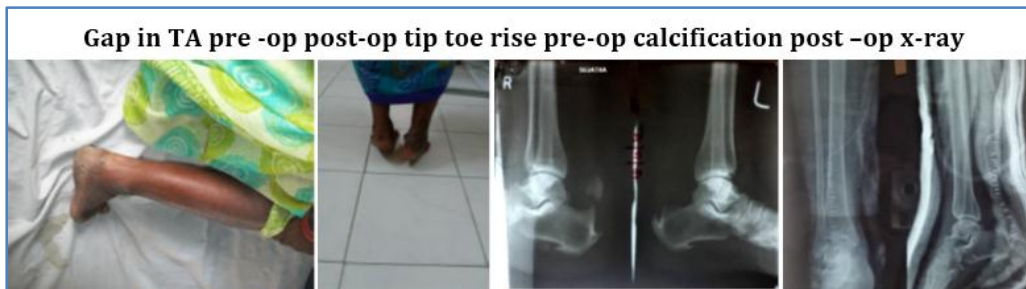 Gap in TA pre -op post-op tip toe rise pre-op calcification post –op x-ray
R
L